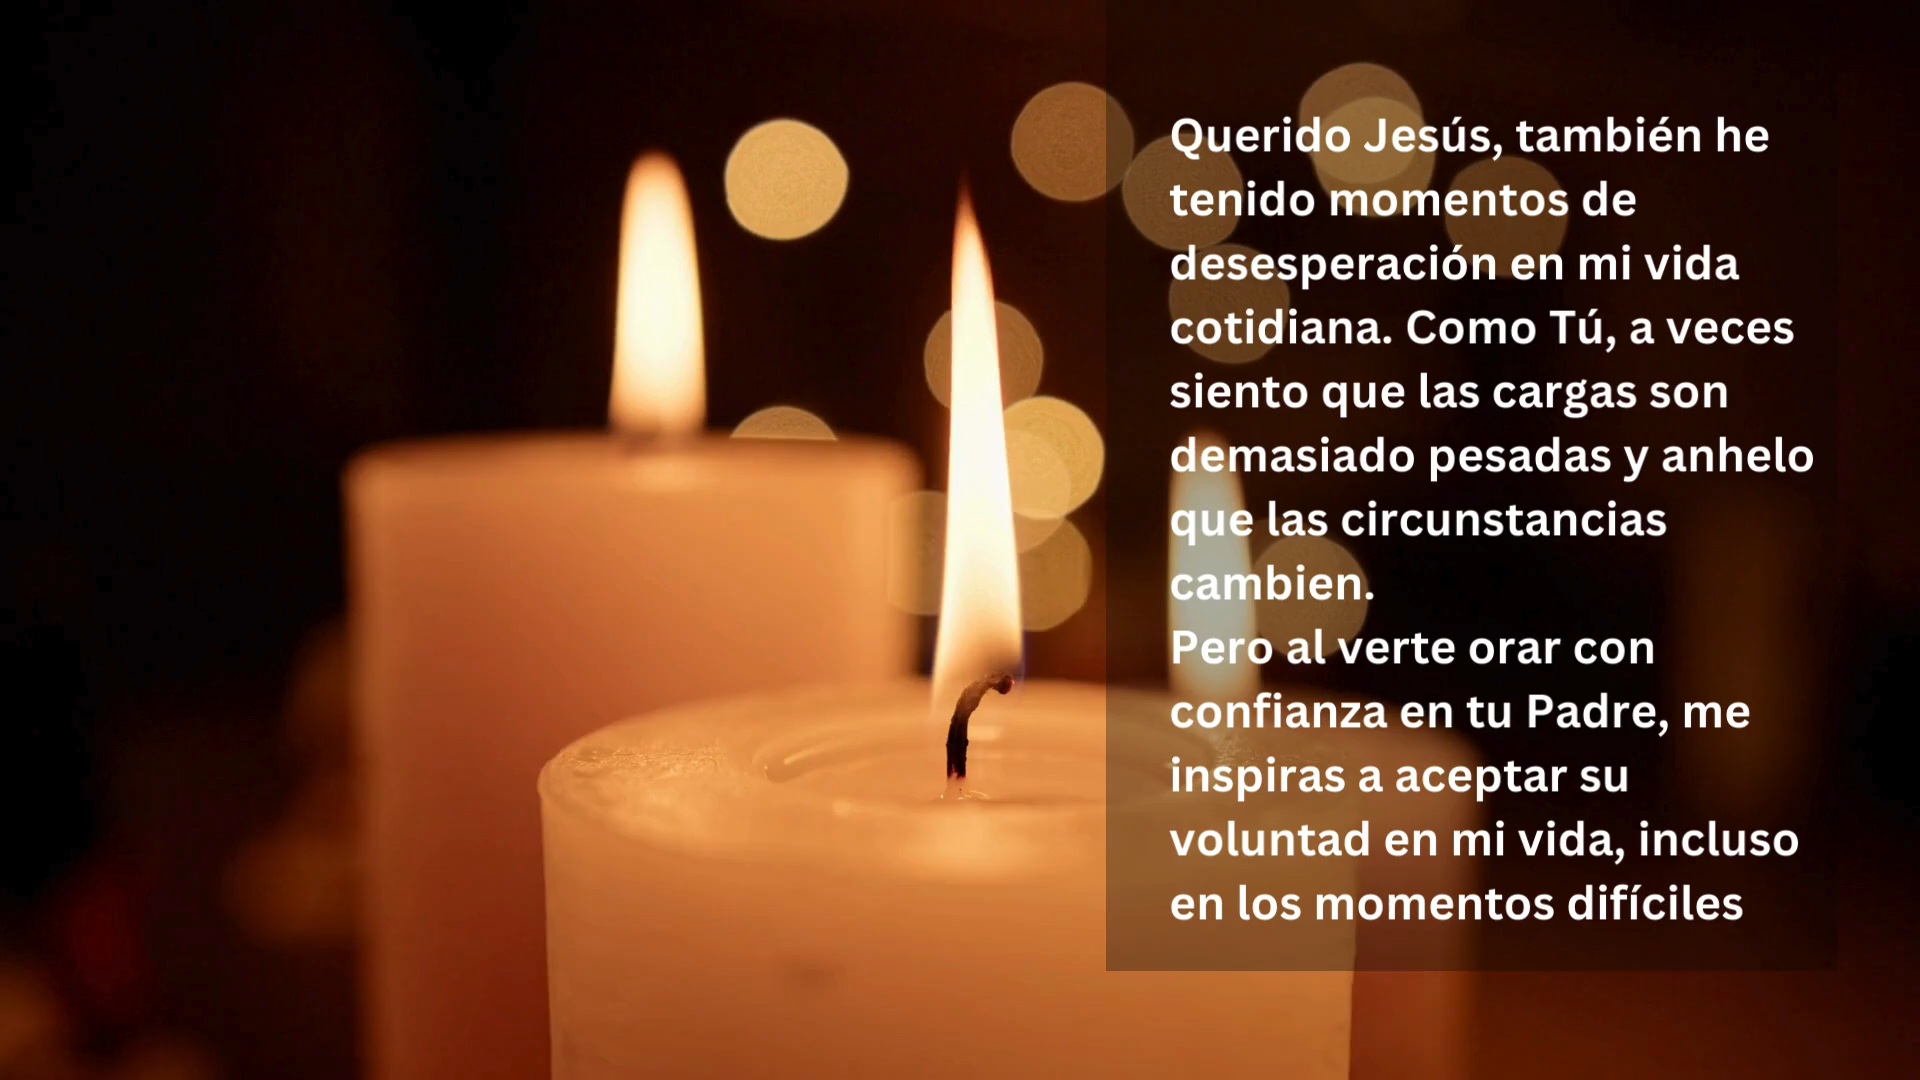 Querido Jesús, también he
tenido momentos de
desesperación en mi vida
cotidiana. Como Tú, a veces
siento que las cargas son
demasiado pesadas y anhelo
que las circunstancias
cambien.
Pero al verte orar con
confianza en tu Padre, me
inspiras a aceptar su
voluntad en mi vida, incluso
en los momentos difíciles